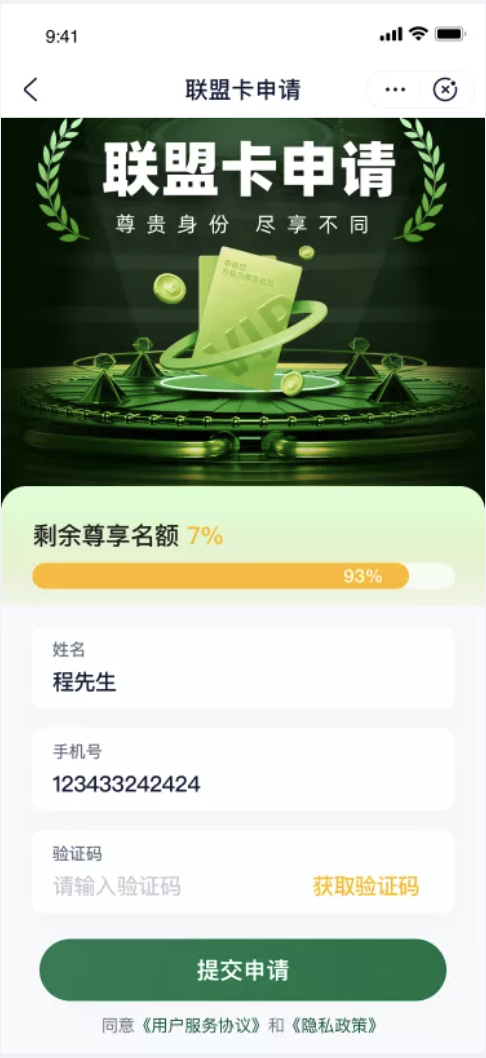 9:41
联盟卡申请
联盟卡申请
尊贵身份 尽享不同
VIP
剩余尊享名额 7%
93%
姓名
程先生
手机号
123433242424
验证码
请输入验证码 获取验证码
提交申请
同意《用户服务协议》和《隐私政策》